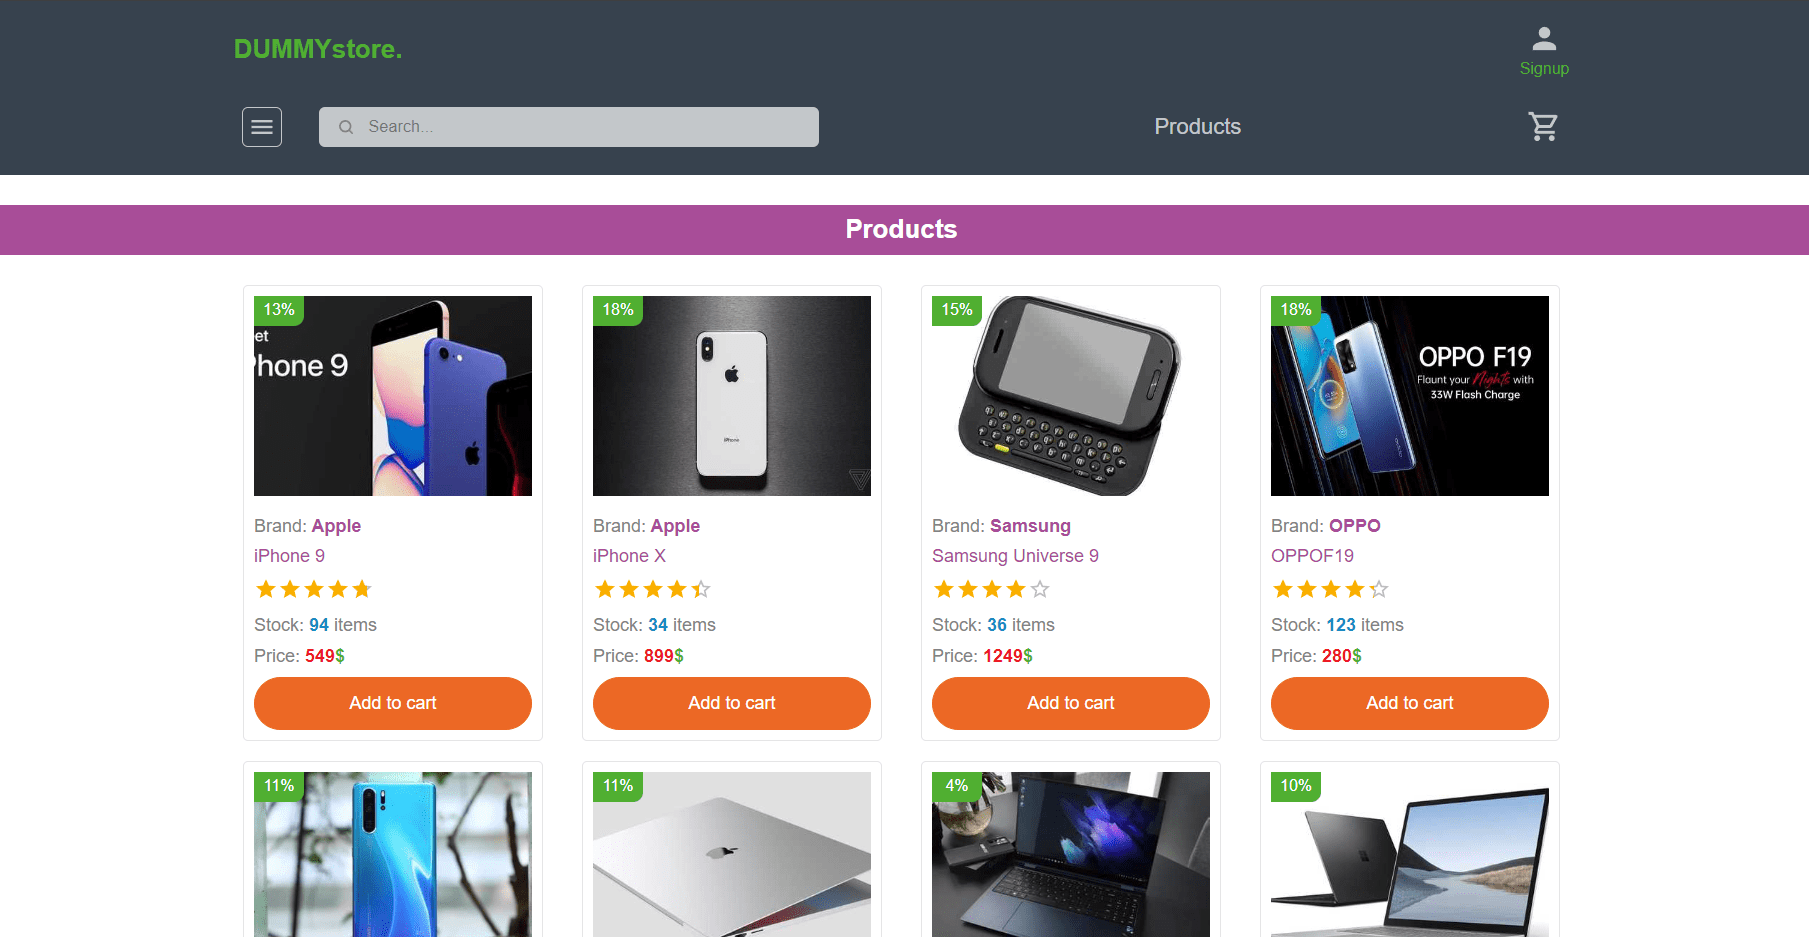 DUMMYstore.
Signup
Search...
Products
Products
13%
et
Phone 9
18%
iPhone
15%
18%
OPPO F19
Flaunt your Nights with
33W Flash Charge
Brand: Apple
iPhone 9
Stock: 94 items
Price: 549$
Add to cart
Brand: Apple
iPhone X
Stock: 34 items
Price: 899$
Add to cart
Brand: Samsung
Samsung Universe 9
Stock: 36 items
Price: 1249$
Add to cart
Brand: OPPO
OPPOF19
Stock: 123 items
Price: 280$
Add to cart
11%
11%
4%
10%